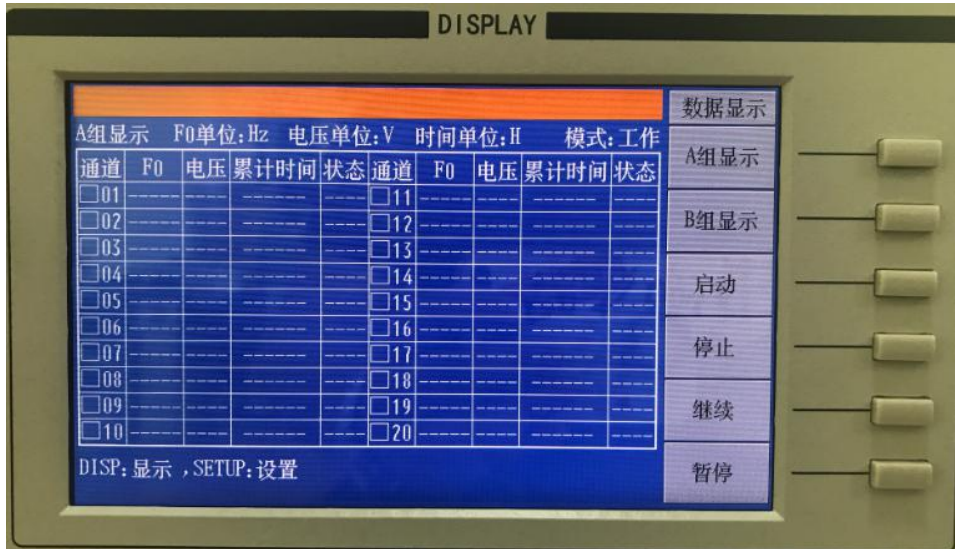 DISPLAY
数据显示
A组显示 F0单位:Hz 电压单位:V 时间单位:H 模式:工作
通道 F0 电压 累计时间 状态 通道 F0 电压 累计时间 状态
□01 ----- ---- ------ ---- □11 ----- ---- ------ ----
□02 ----- ---- ------ ---- □12 ----- ---- ------ ----
□03 ----- ---- ------ ---- □13 ----- ---- ------ ----
□04 ----- ---- ------ ---- □14 ----- ---- ------ ----
□05 ----- ---- ------ ---- □15 ----- ---- ------ ----
□06 ----- ---- ------ ---- □16 ----- ---- ------ ----
□07 ----- ---- ------ ---- □17 ----- ---- ------ ----
□08 ----- ---- ------ ---- □18 ----- ---- ------ ----
□09 ----- ---- ------ ---- □19 ----- ---- ------ ----
□10 ----- ---- ------ ---- □20 ----- ---- ------ ----
DISP:显示 ,SETUP:设置
A组显示
B组显示
启动
停止
继续
暂停